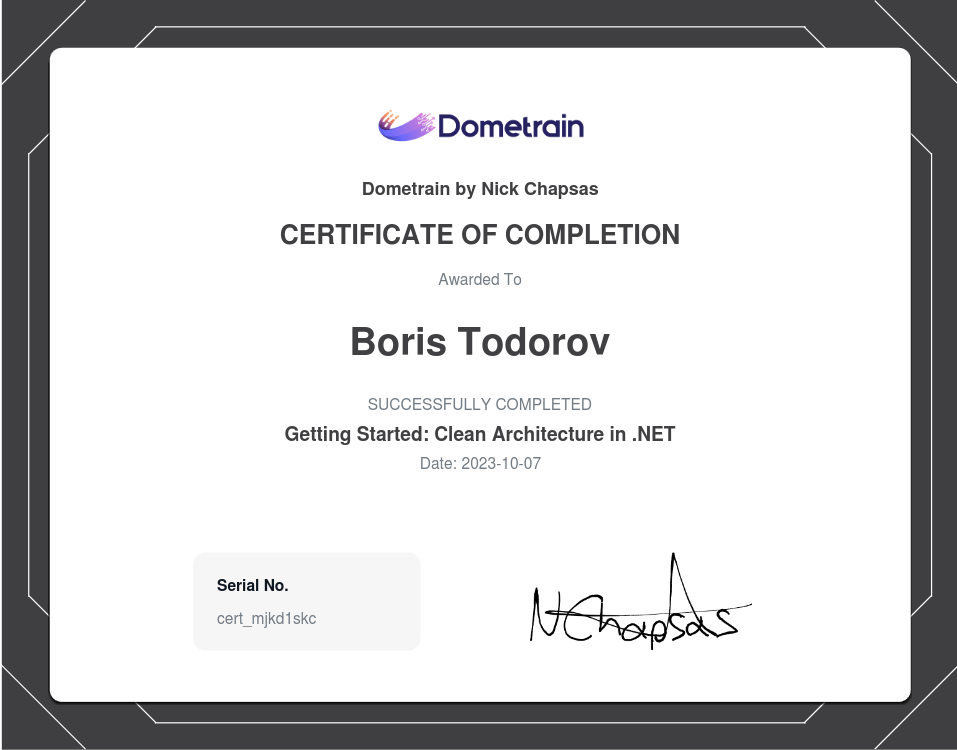 Dometrain
Dometrain by Nick Chapsas
CERTIFICATE OF COMPLETION
Awarded To
Boris Todorov
SUCCESSFULLY COMPLETED
Getting Started: Clean Architecture in .NET
Date: 2023-10-07
Serial No.
cert_mjkd1skc
NChapsas